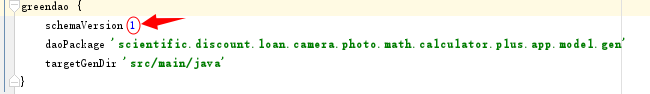 greendao {
schemaVersion 1
daoPackage 'scientific.discount.loan.camera.photo.math.calculator.plus.app.model.gen'
targetGenDir 'src/main/java'
}